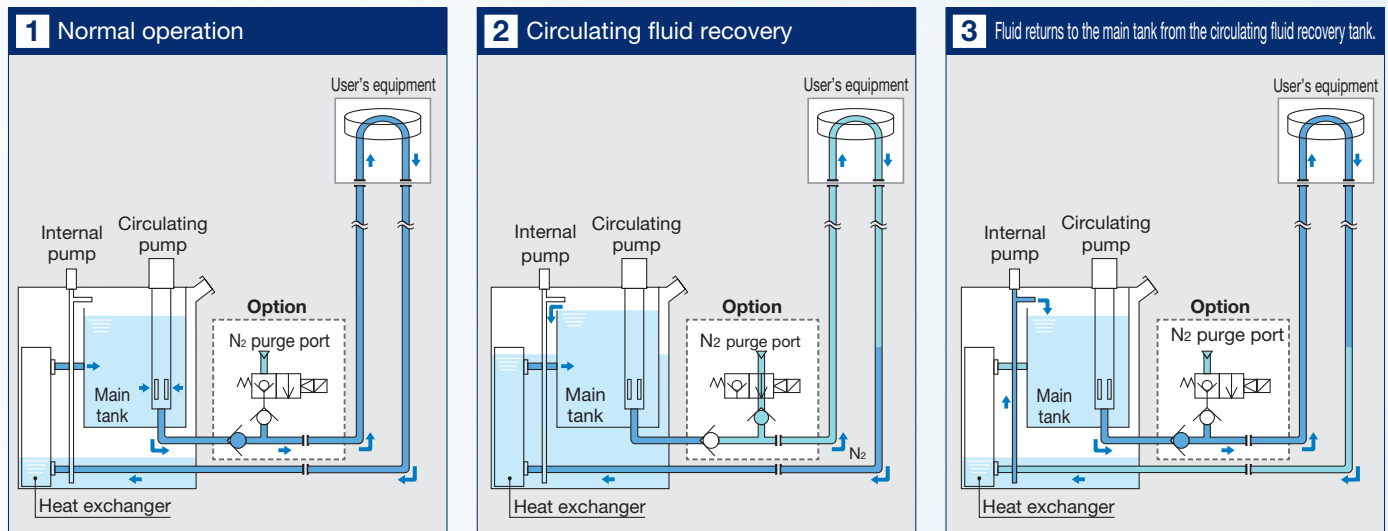 1 Normal operation
User's equipment
Internal
pump
Circulating
pump
Option
N2 purge port
Main
tank
Heat exchanger
2 Circulating fluid recovery
User's equipment
Internal
pump
Circulating
pump
Option
N2 purge port
Main
tank
N2
Heat exchanger
3 Fluid returns to the main tank from the circulating fluid recovery tank.
User's equipment
Internal
pump
Circulating
pump
Option
N2 purge port
Main
tank
Heat exchanger